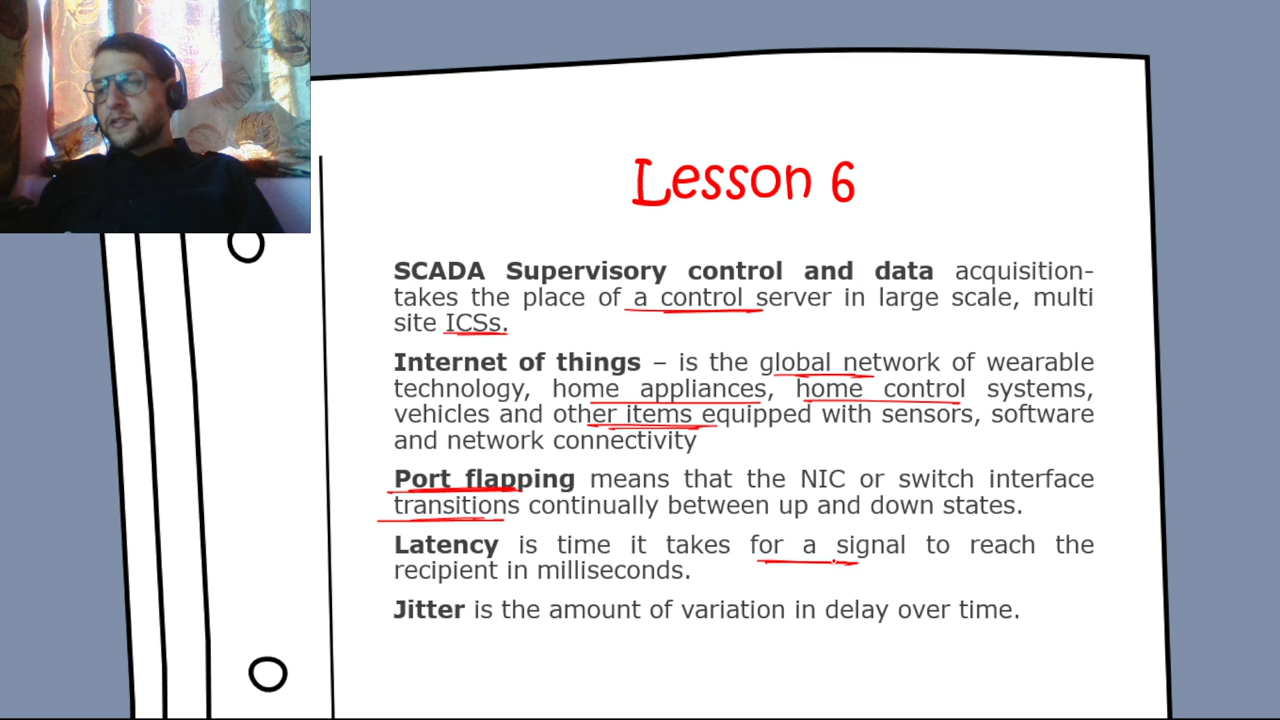 Lesson 6
SCADA Supervisory control and data acquisition-
takes the place of a control server in large scale, multi
site ICSs.
Internet of things – is the global network of wearable
technology, home appliances, home control systems,
vehicles and other items equipped with sensors, software
and network connectivity
Port flapping means that the NIC or switch interface
transitions continually between up and down states.
Latency is time it takes for a signal to reach the
recipient in milliseconds.
Jitter is the amount of variation in delay over time.